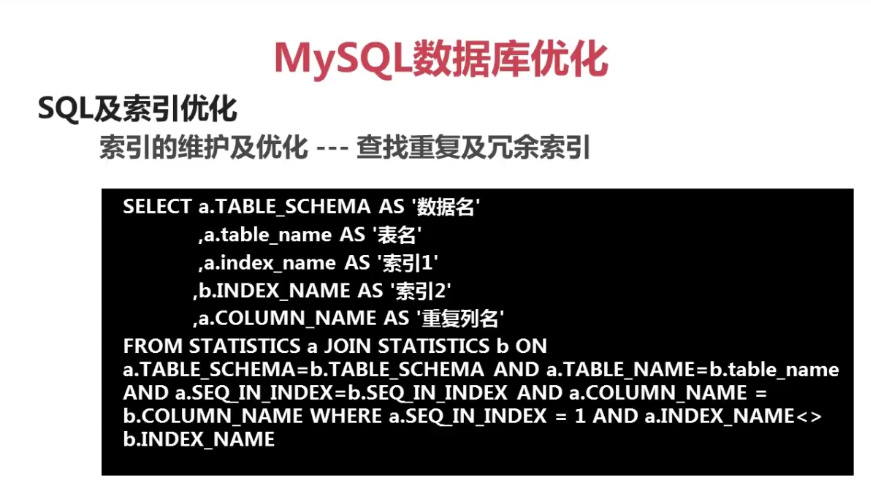 MySQL数据库优化
SQL及索引优化
索引的维护及优化 --- 查找重复及冗余索引
SELECT a.TABLE_SCHEMA AS '数据名'
,a.table_name AS '表名'
,a.index_name AS '索引1'
,b.INDEX_NAME AS '索引2'
,a.COLUMN_NAME AS '重复列名'
FROM STATISTICS a JOIN STATISTICS b ON
a.TABLE_SCHEMA=b.TABLE_SCHEMA AND a.TABLE_NAME=b.table_name
AND a.SEQ_IN_INDEX=b.SEQ_IN_INDEX AND a.COLUMN_NAME =
b.COLUMN_NAME WHERE a.SEQ_IN_INDEX = 1 AND a.INDEX_NAME<>
b.INDEX_NAME